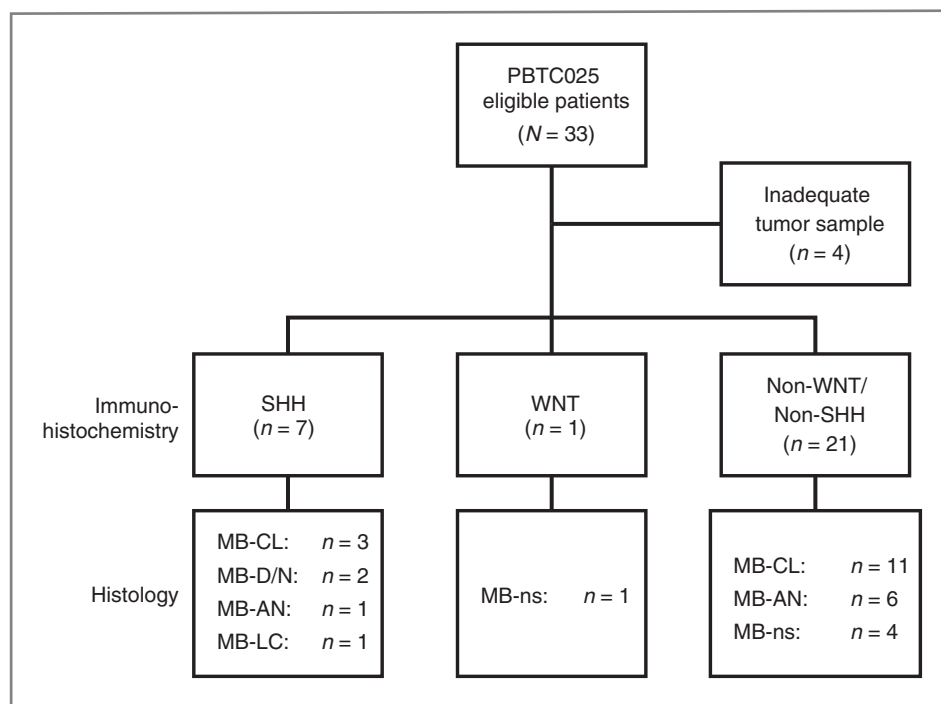 PBTC025
eligible patients
(N = 33)
Inadequate
tumor sample
(n = 4)
Immuno-
histochemistry
SHH
(n = 7)
WNT
(n = 1)
Non-WNT/
Non-SHH
(n = 21)
Histology
MB-CL: n = 3
MB-D/N: n = 2
MB-AN: n = 1
MB-LC: n = 1
MB-ns: n = 1
MB-CL: n = 11
MB-AN: n = 6
MB-ns: n = 4